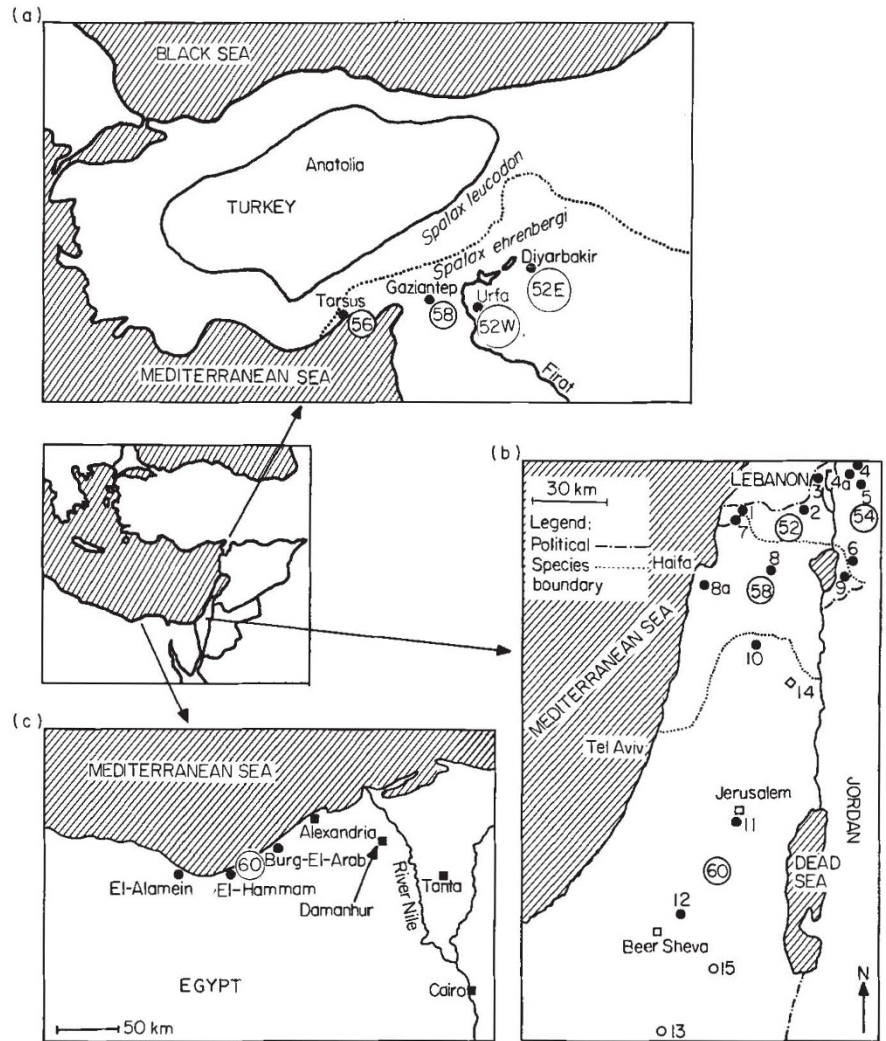 (a)
BLACK SEA
Anatolia
TURKEY
Spalax leucodon
Spalax ehrenbergi
Diyarbakir
52E
Gaziantep
58
Urfa
52W
Tarsus
56
MEDITERRANEAN SEA
Firat
(b)
LEBANON
30 km
Legend:
Political
Species
boundary
Haifa
MEDITERRANEAN SEA
1
7
2
3
4
4a
5
52
54
6
9
8
8a
58
10
14
Tel Aviv
Jerusalem
11
JORDAN
DEAD
SEA
60
12
Beer Sheva
15
13
N
(c)
MEDITERRANEAN SEA
Alexandria
60
Burg-El-Arab
El-Alamein
El-Hammam
Damanhur
River Nile
Tanta
EGYPT
Cairo
50 km